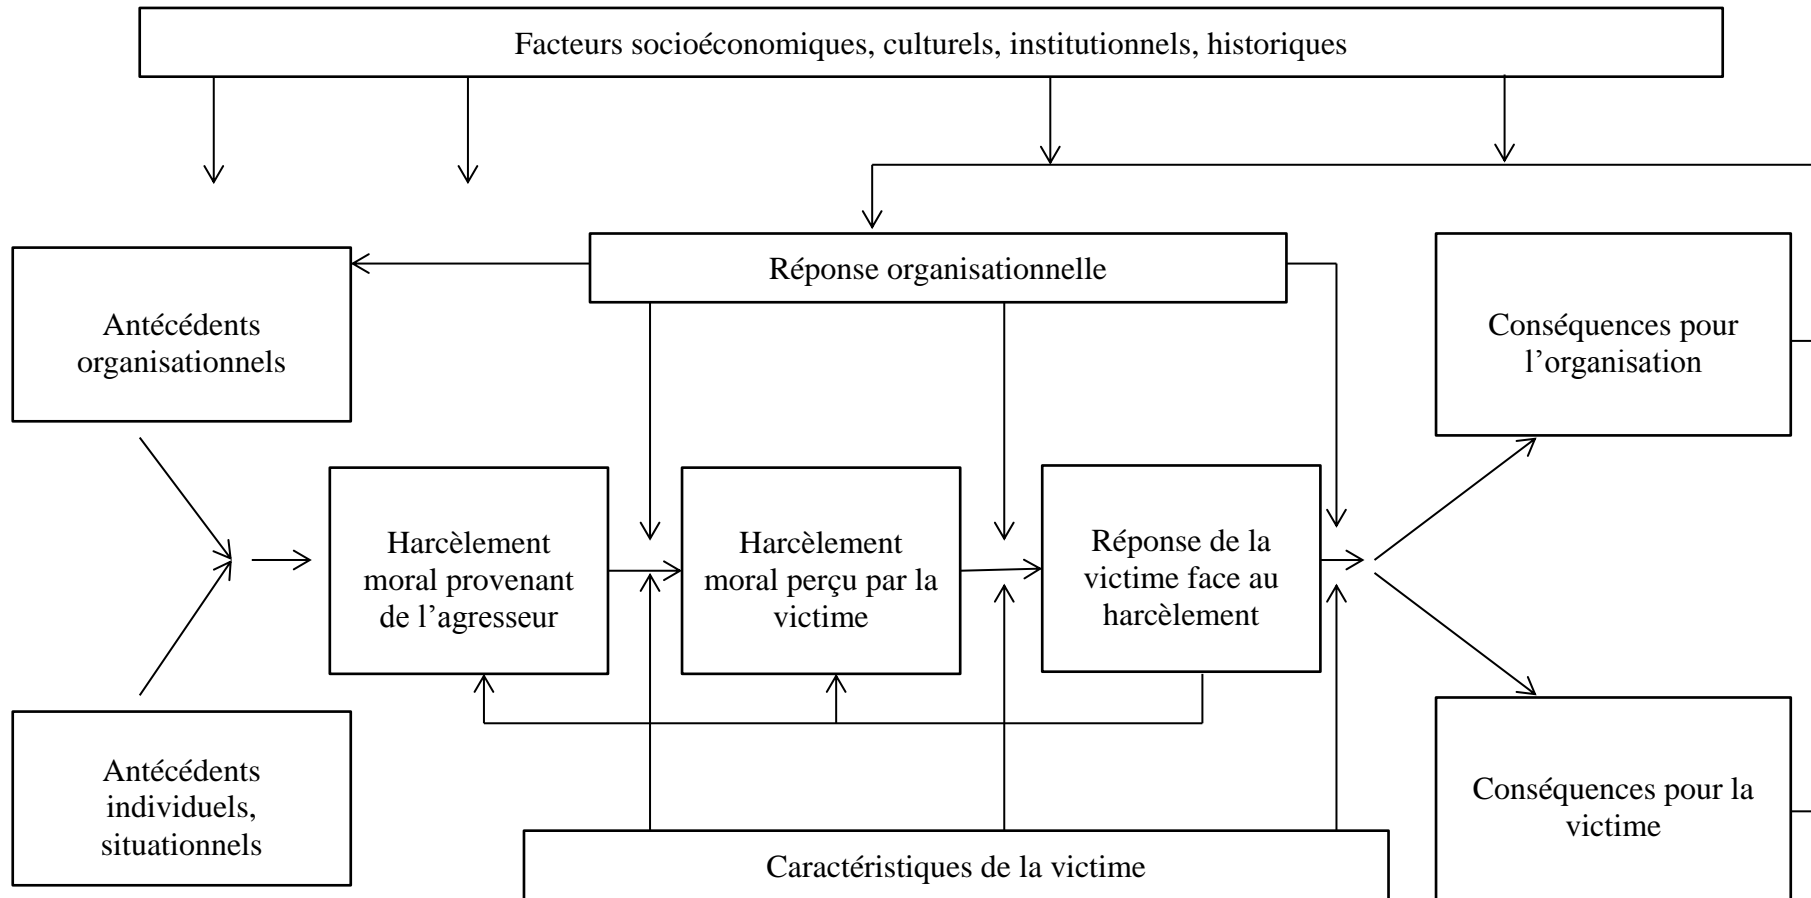 Facteurs socioéconomiques, culturels, institutionnels, historiques
Réponse organisationnelle
Antécédents
organisationnels
Conséquences pour
l’organisation
Harcèlement
moral provenant
de l’agresseur
Harcèlement
moral perçu par la
victime
Réponse de la
victime face au
harcèlement
Antécédents
individuels,
situationnels
Conséquences pour la
victime
Caractéristiques de la victime